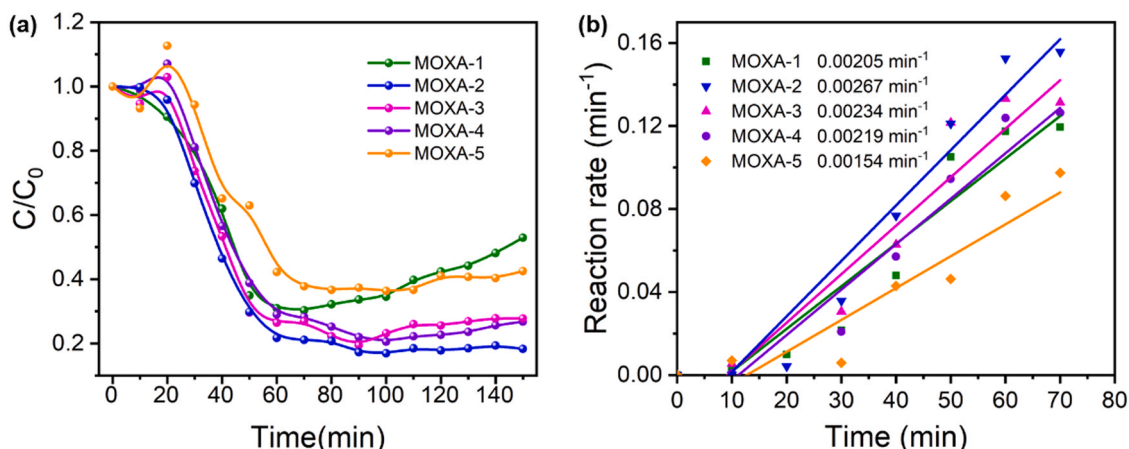 (a)
1.2
1.0
0.8
0.6
0.4
0.2
C/C₀
0 20 40 60 80 100 120 140
Time(min)
MOXA-1
MOXA-2
MOXA-3
MOXA-4
MOXA-5
(b)
0.16
0.12
0.08
0.04
0.00
Reaction rate (min⁻¹)
0 10 20 30 40 50 60 70 80
Time (min)
MOXA-1 0.00205 min⁻¹
MOXA-2 0.00267 min⁻¹
MOXA-3 0.00234 min⁻¹
MOXA-4 0.00219 min⁻¹
MOXA-5 0.00154 min⁻¹